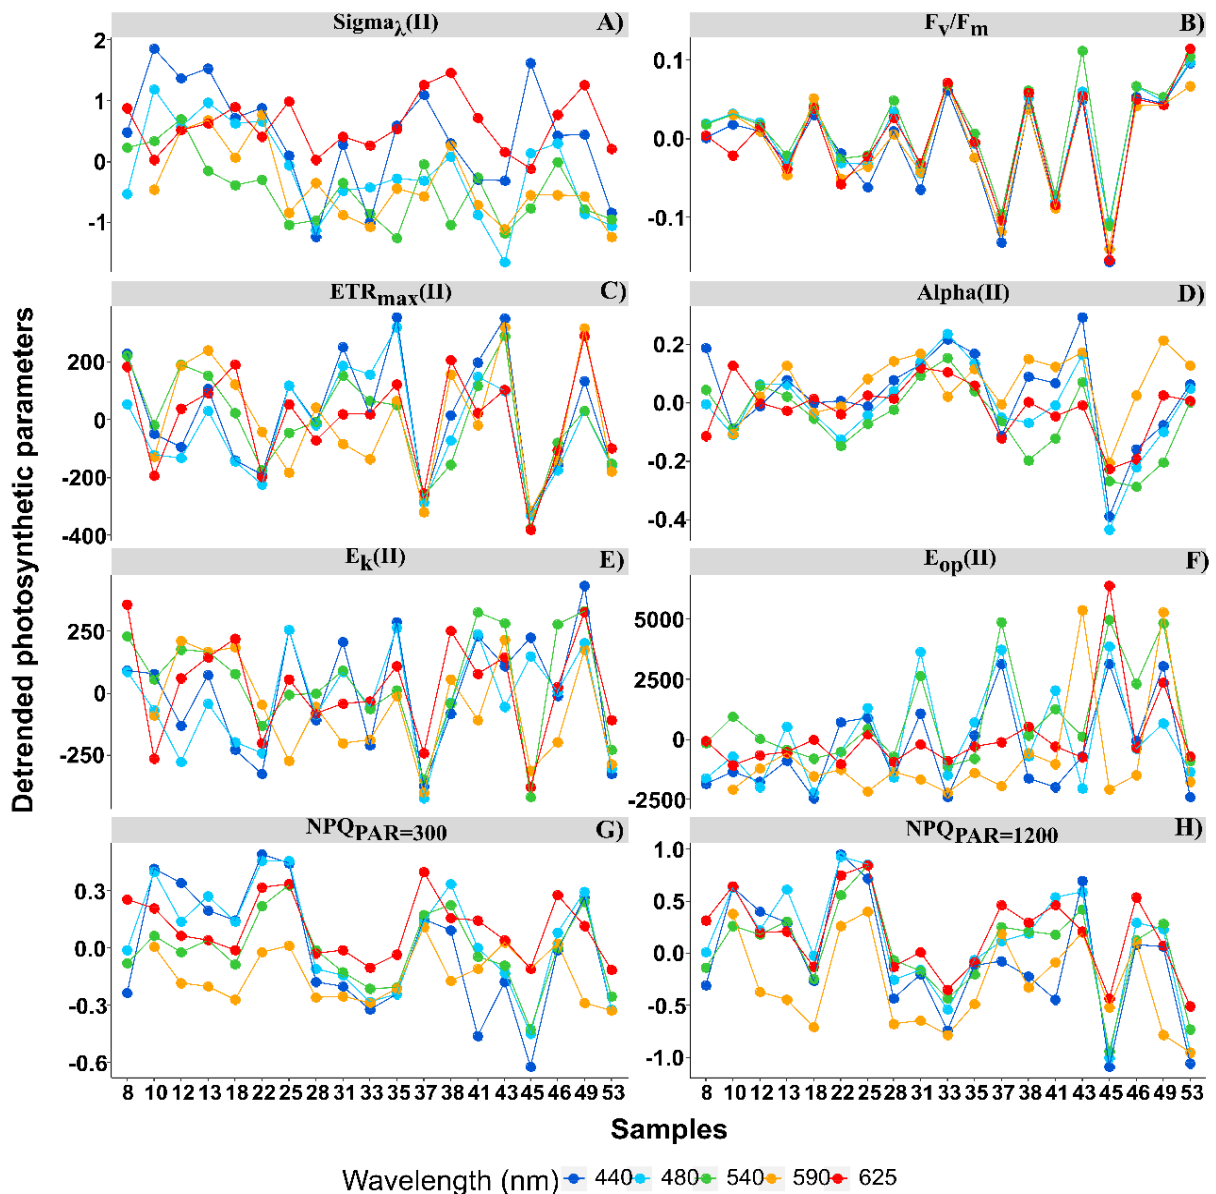 Sigmaλ(II) A)
Fv/Fm B)
2
1
0
-1
0.1
0.0
-0.1
ETRmax(II) C)
Alpha(II) D)
200
0
-200
-400
0.2
0.0
-0.2
-0.4
Ek(II) E)
Eop(II) F)
250
0
-250
5000
2500
0
-2500
NPQPAR=300 G)
NPQPAR=1200 H)
0.3
0.0
-0.3
-0.6
1.0
0.5
0.0
-0.5
-1.0
8 10 12 13 18 22 25 28 31 33 37 38 41 43 45 46 49 53
8 10 12 13 18 22 25 28 31 33 37 38 41 43 45 46 49 53
Detrended photosynthetic parameters
Samples
Wavelength (nm) 440 480 540 590 625